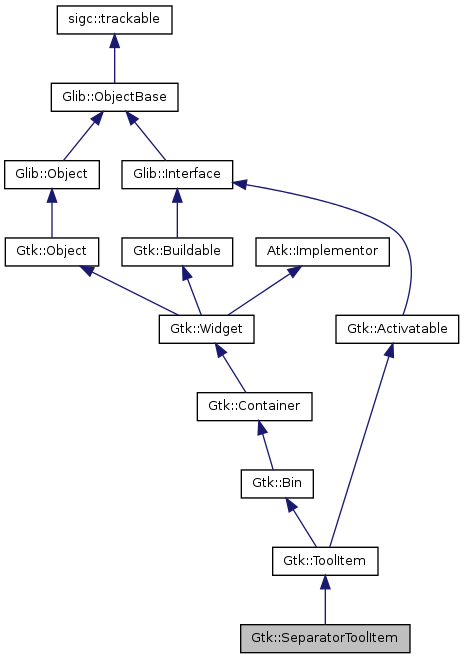 sigc::trackable
Glib::ObjectBase
Glib::Object
Glib::Interface
Gtk::Object
Gtk::Buildable
Atk::Implementor
Gtk::Widget
Gtk::Activatable
Gtk::Container
Gtk::Bin
Gtk::ToolItem
Gtk::SeparatorToolItem